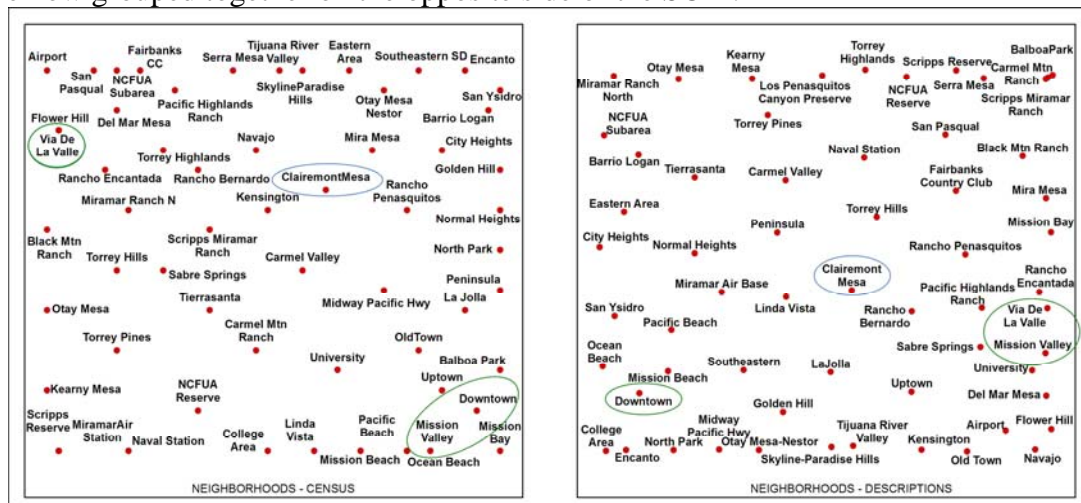 grouped together on the opposite side of the SOM.
Airport
San
Pasqual
NCFUA
Subarea
Fairbanks
CC
Serra Mesa
Tijuana River
Valley
Eastern
Area
Southeastern SD
Encanto
SkylineParadise
Hills
Pacific Highlands
Ranch
Otay Mesa
Nestor
San Ysidro
Flower Hill
Del Mar Mesa
Barrio Logan
Via De
La Valle
Navajo
Mira Mesa
City Heights
Torrey Highlands
Rancho Encantada
Rancho Bernardo
ClairemontMesa
Golden Hill
Rancho
Penasquitos
Miramar Ranch N
Kensington
Normal Heights
Black Mtn
Ranch
Scripps Miramar
Ranch
North Park
Torrey Hills
Sabre Springs
Carmel Valley
Peninsula
Midway Pacific Hwy
La Jolla
Otay Mesa
Tierrasanta
Torrey Pines
Carmel Mtn
Ranch
University
OldTown
Balboa Park
Kearny Mesa
NCFUA
Reserve
Uptown
Downtown
Scripps
Reserve
MiramarAir
Station
Naval Station
College
Area
Linda
Vista
Pacific
Beach
Mission
Valley
Mission
Bay
Mission Beach
Ocean Beach
NEIGHBORHOODS - CENSUS
Miramar Ranch
North
Otay Mesa
Kearny
Mesa
Los Penasquitos
Canyon Preserve
Torrey
Highlands
NCFUA
Reserve
Scripps Reserve
Serra Mesa
BalboaPark
Carmel Mtn
Ranch
Scripps Miramar
Ranch
NCFUA
Subarea
Torrey Pines
San Pasqual
Barrio Logan
Tierrasanta
Carmel Valley
Naval Station
Black Mtn Ranch
Fairbanks
Country Club
Mira Mesa
Eastern Area
Torrey Hills
Mission Bay
City Heights
Normal Heights
Peninsula
Rancho Penasquitos
Clairemont
Mesa
Rancho
Encantada
Miramar Air Base
Linda Vista
Pacific Highlands
Ranch
San Ysidro
Pacific Beach
Rancho
Bernardo
Via De
La Valle
Ocean
Beach
Mission Beach
Southeastern
LaJolla
Sabre Springs
Mission Valley
University
Downtown
Golden Hill
Uptown
Del Mar Mesa
College
Area
Encanto
North Park
Midway
Pacific Hwy
Otay Mesa-Nestor
Skyline-Paradise Hills
Tijuana River
Valley
Kensington
Airport
Old Town
Flower Hill
Navajo
NEIGHBORHOODS - DESCRIPTIONS